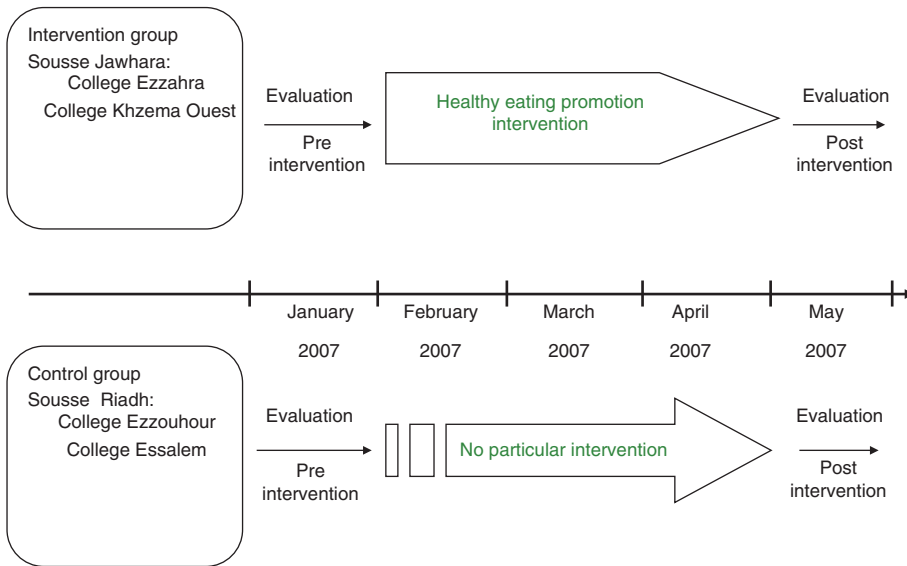 Intervention group
Sousse Jawhara:
College Ezzahra
College Khzema Ouest
Evaluation
Pre
intervention
Healthy eating promotion
intervention
Evaluation
Post
intervention
January
2007
February
2007
March
2007
April
2007
May
2007
Control group
Sousse Riadh:
College Ezzouhour
College Essalem
Evaluation
Pre
intervention
No particular intervention
Evaluation
Post
intervention